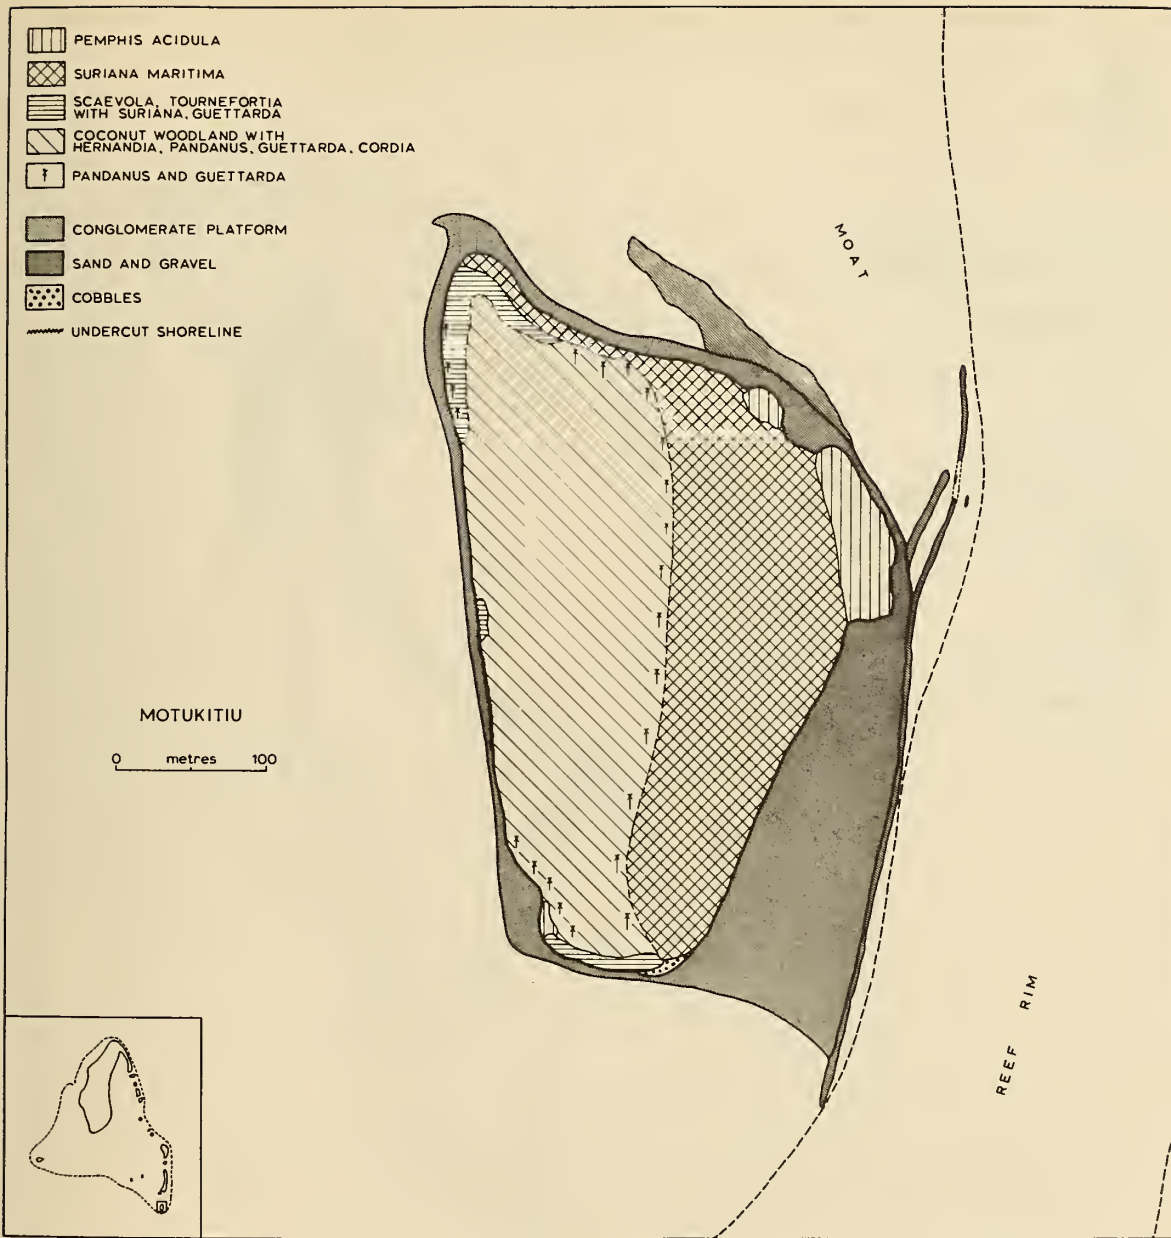 PEMPHIS ACIDULA
SURIANA MARITIMA
SCAEVOLA, TOURNEFORTIA
WITH SURIANA, GUETTARDA
COCONUT WOODLAND WITH
HERNANDIA, PANDANUS, GUETTARDA, CORDIA
PANDANUS AND GUETTARDA
CONGLOMERATE PLATFORM
SAND AND GRAVEL
COBBLES
UNDERCUT SHORELINE
MOAT
MOTUKITIU
0 metres 100
REEF RIM